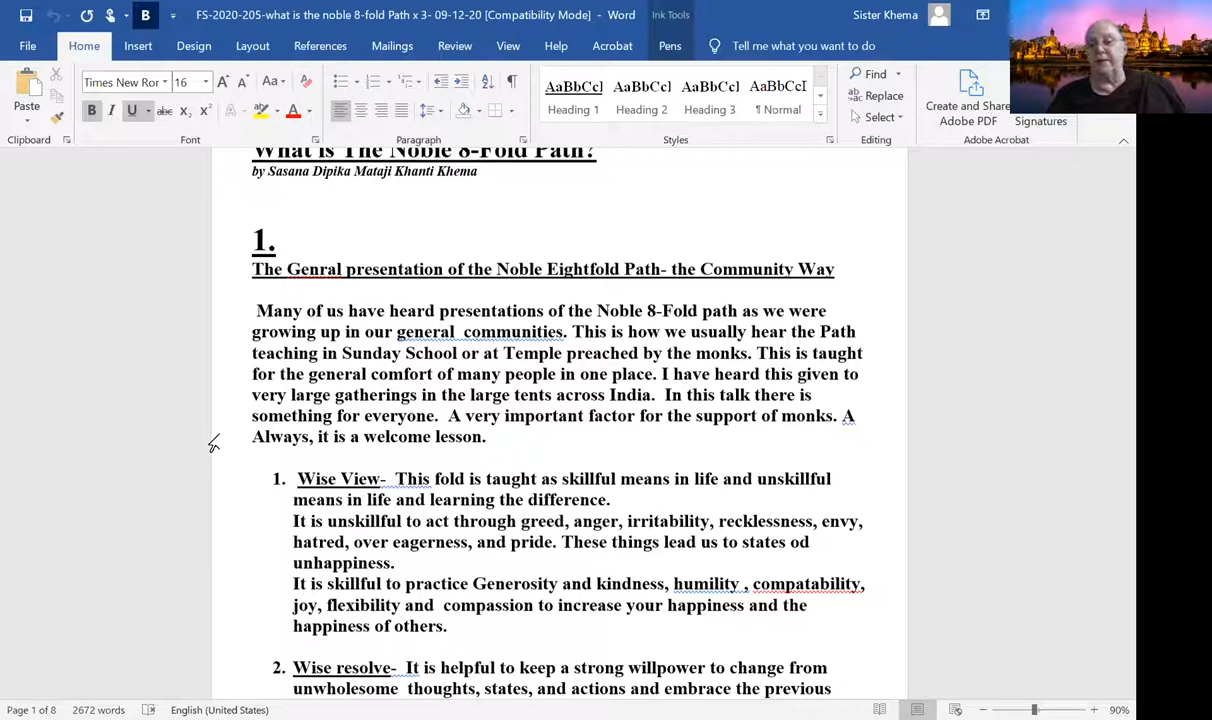 FS-2020-205-what is the noble 8-fold Path x 3- 09-12-20 [Compatibility Mode] - Word
Ink Tools
Sister Khema
File
Home
Insert
Design
Layout
References
Mailings
Review
View
Help
Acrobat
Pens
Tell me what you want to do
Times New Ror
16
Paste
Clipboard
Font
Paragraph
AaBbCcI
Heading 1
AaBbCcl
Heading 2
AaBbCcl
Heading 3
AaBbCcI
¶ Normal
Styles
Find
Replace
Select
Editing
Create and Share
Adobe PDF
Signatures
Adobe Acrobat
What is The Noble 8-Fold Path?
by Sasana Dipika Mataji Khanti Khema
1.
The Genral presentation of the Noble Eightfold Path- the Community Way
Many of us have heard presentations of the Noble 8-Fold path as we were
growing up in our general  communities. This is how we usually hear the Path
teaching in Sunday School or at Temple preached by the monks. This is taught
for the general comfort of many people in one place. I have heard this given to
very large gatherings in the large tents across India.  In this talk there is
something for everyone.  A very important factor for the support of monks. A
Always, it is a welcome lesson.
1. Wise View-  This fold is taught as skillful means in life and unskillful
means in life and learning the difference.
It is unskillful to act through greed, anger, irritability, recklessness, envy,
hatred, over eagerness, and pride. These things lead us to states od
unhappiness.
It is skillful to practice Generosity and kindness, humility , compatability,
joy, flexibility and  compassion to increase your happiness and the
happiness of others.
2. Wise resolve-  It is helpful to keep a strong willpower to change from
unwholesome  thoughts, states, and actions and embrace the previous
Page 1 of 8
2672 words
English (United States)
90%